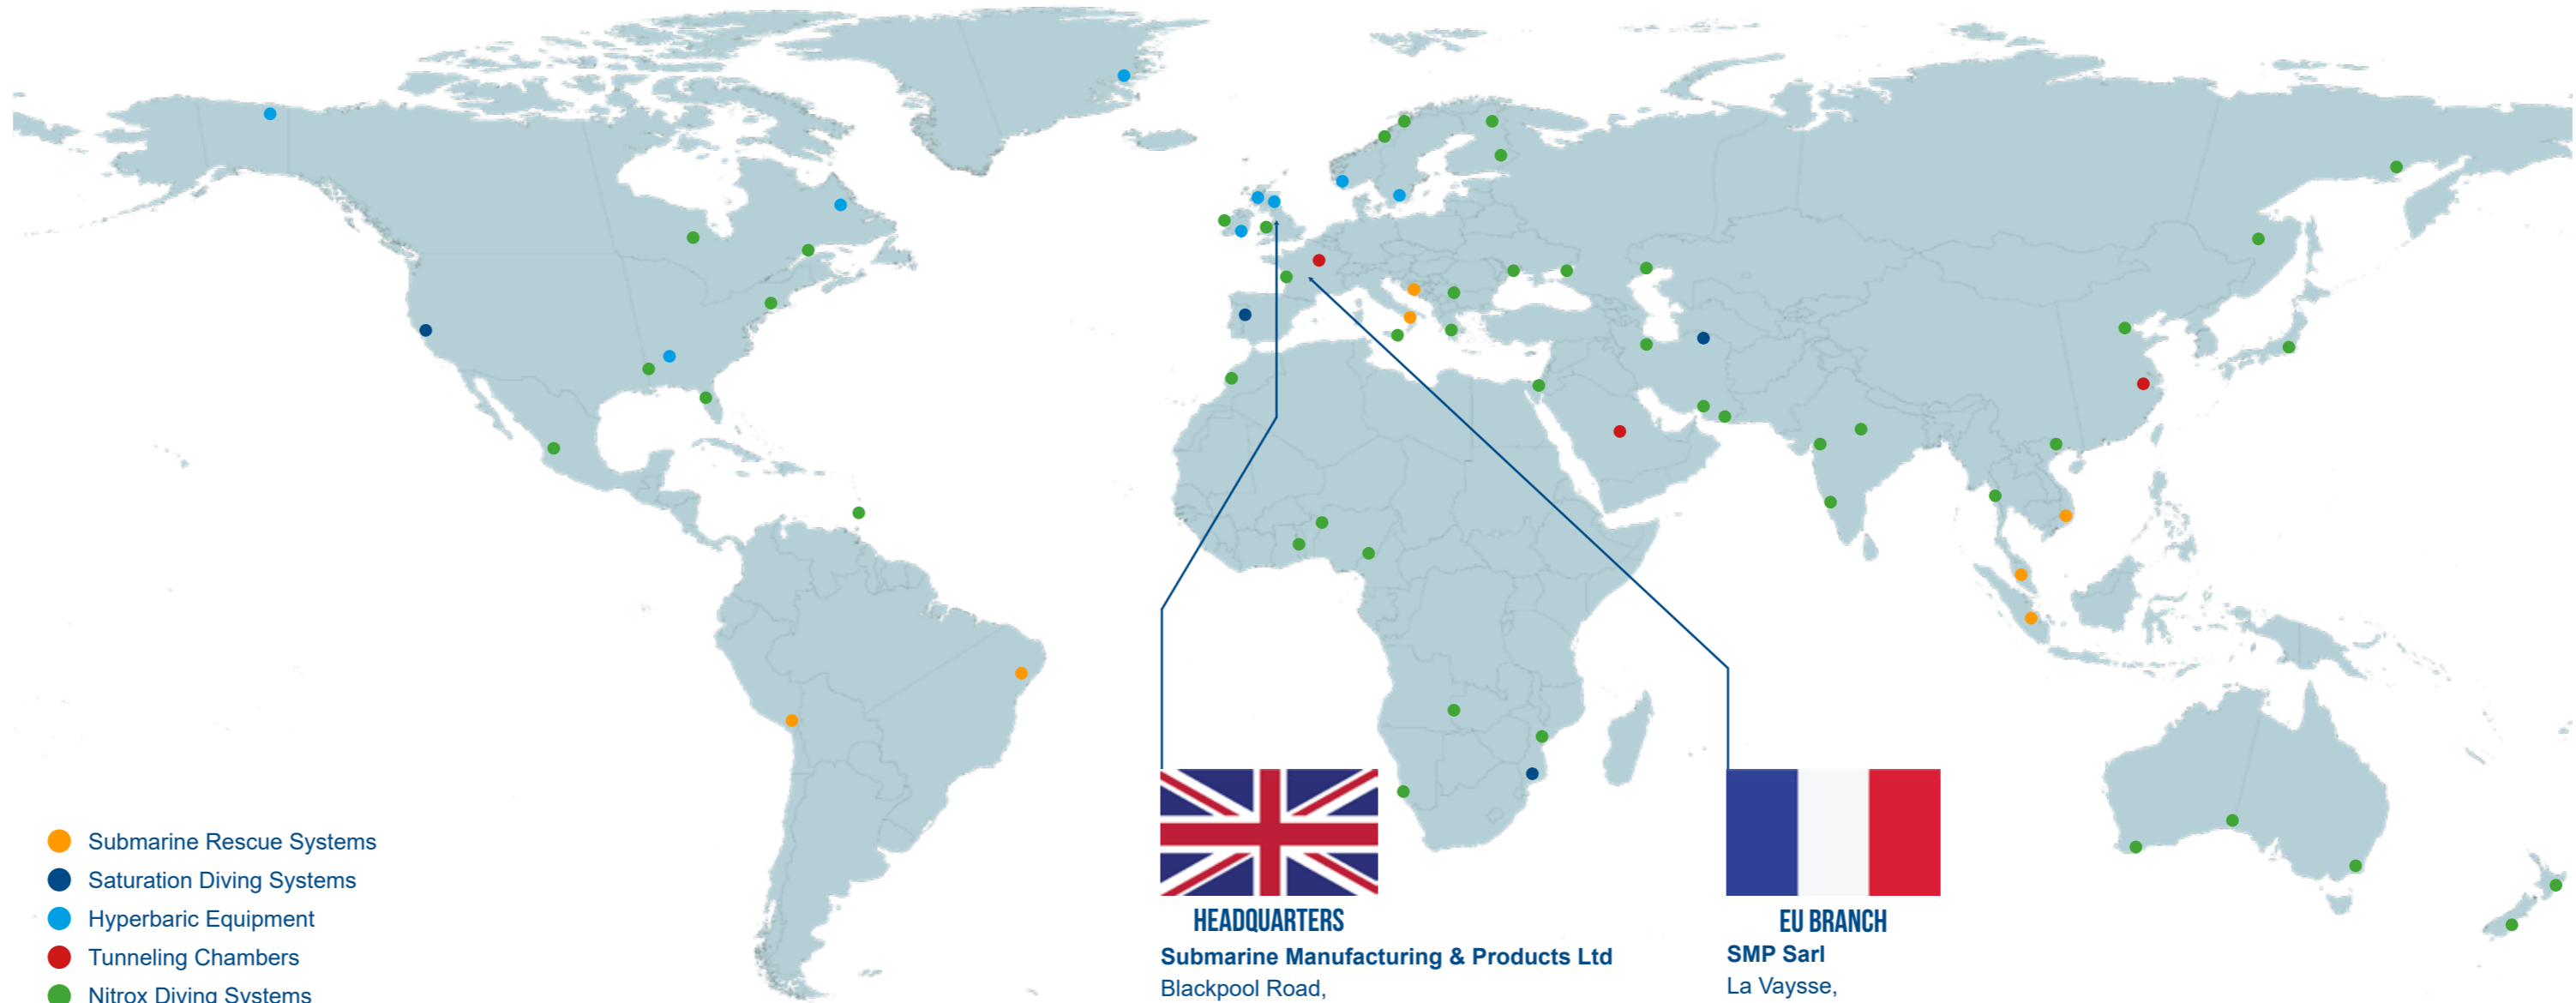 Submarine Rescue Systems
Saturation Diving Systems
Hyperbaric Equipment
Tunneling Chambers
Nitrox Diving Systems
HEADQUARTERS
Submarine Manufacturing & Products Ltd
Blackpool Road,
EU BRANCH
SMP Sarl
La Vaysse,